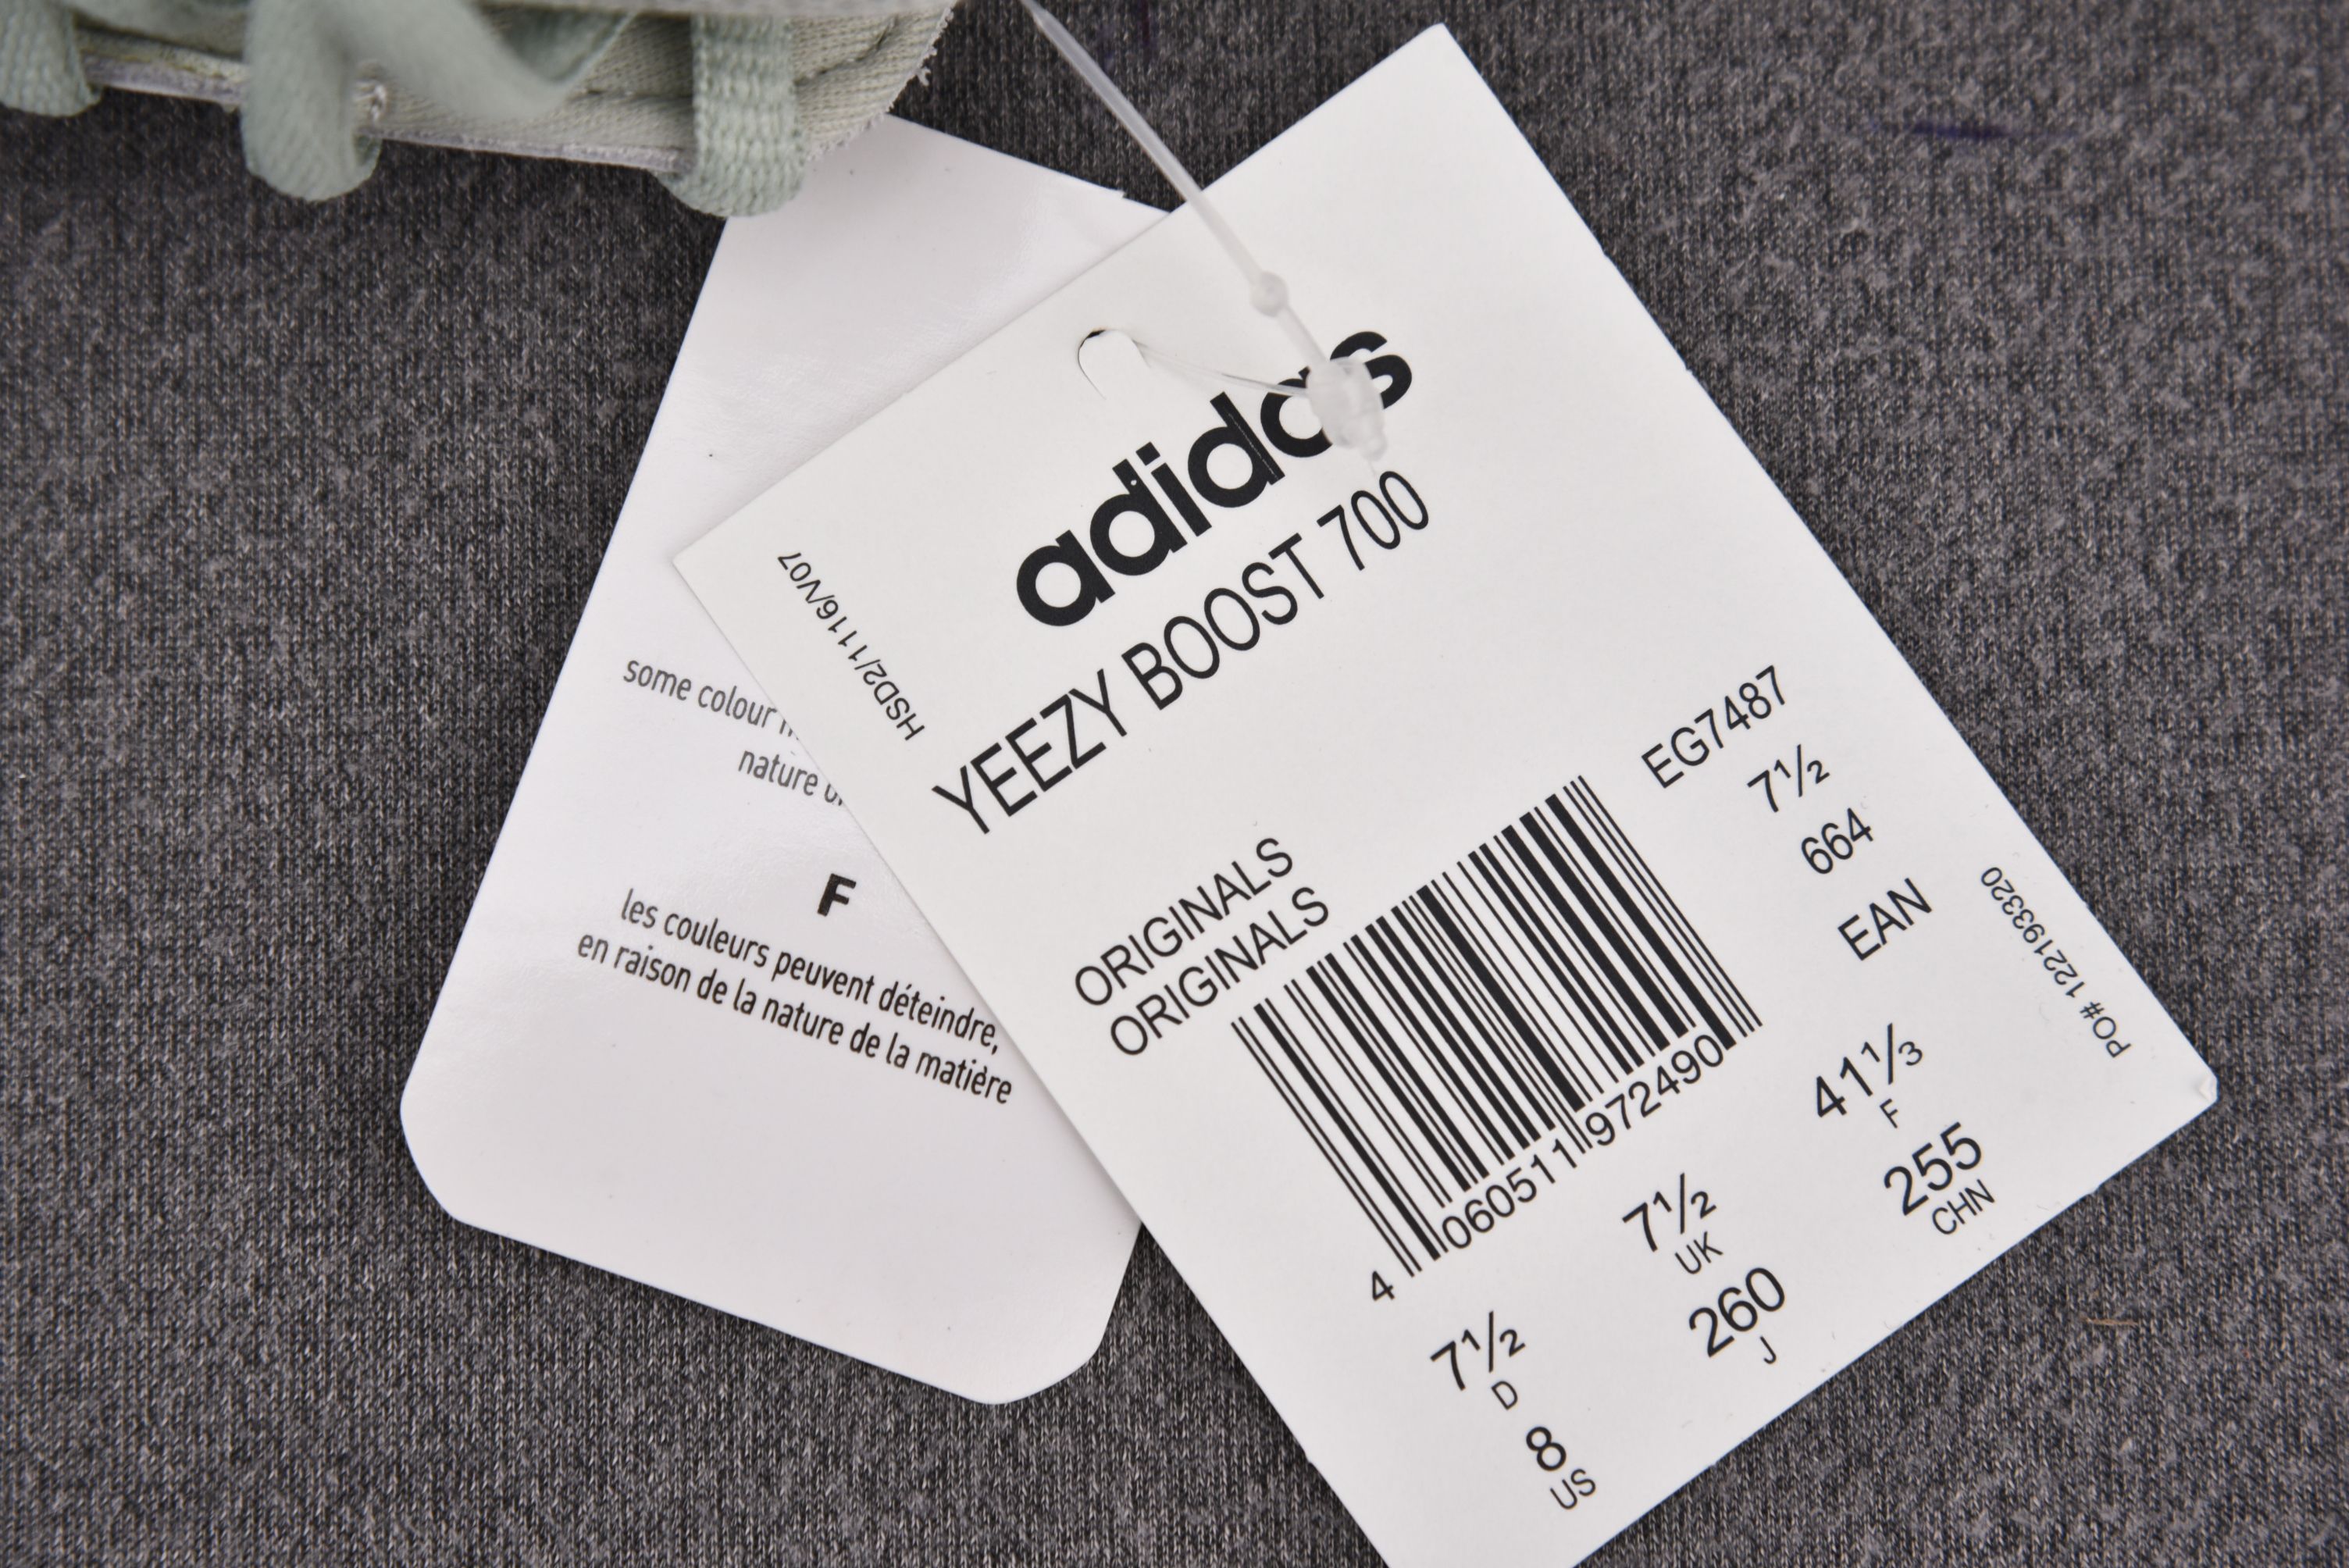 adidas
YEEZY BOOST 700
HSD2/1116/V07
ORIGINALS
ORIGINALS
EG7487
7½
664
EAN
PO# 122193320
4 060511 972490
7½
D
7½
UK
41⅓
F
8
US
260
J
255
CHN
some colour
nature
F
les couleurs peuvent déteindre,
en raison de la nature de la matière